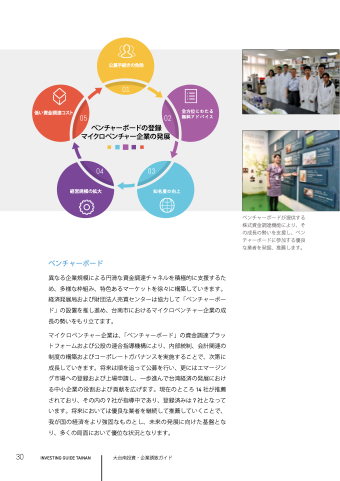 公募手続きの免除
01
低い資金調達コスト
05
全方位にわたる
無料アドバイス
02
ベンチャーボードの登録
マイクロベンチャー企業の発展
04
経営規模の拡大
03
知名度の向上
ベンチャーボードが提供する
株式資金調達機能により、そ
の成長の勢いを支援し、ベン
チャーボードに参加する優良
な業者を発掘、推薦します。
ベンチャーボード
異なる企業規模による円滑な資金調達チャネルを積極的に支援するた
め、多様な枠組み、特色あるマーケットを徐々に構築していきます。
経済発展局および財団法人売買センターは協力して「ベンチャーボー
ド」の設置を推し進め、台南市におけるマイクロベンチャー企業の成
長の勢いをもり立てます。
マイクロベンチャー企業は、「ベンチャーボード」の資金調達プラッ
トフォームおよび公設の連合指導機構により、内部統制、会計関連の
制度の構築およびコーポレートガバナンスを実施することで、次第に
成長していきます。将来は順を追って公募を行い、更にはエマージン
グ市場への登録および上場申請し、一歩進んで台湾経済の発展におけ
る中小企業の役割および貢献を広げます。現在のところ 14 社が推薦
されており、その内の 7 社が指導中であり、登録済みは 7 社となって
います。将来においては優良な業者を継続して推薦していくことで、
我が国の経済をより強固なものとし、未来の発展に向けた基盤とな
り、多くの局面において優位な状況となります。
30
INVESTING GUIDE TAINAN
大台南投資・企業誘致ガイド